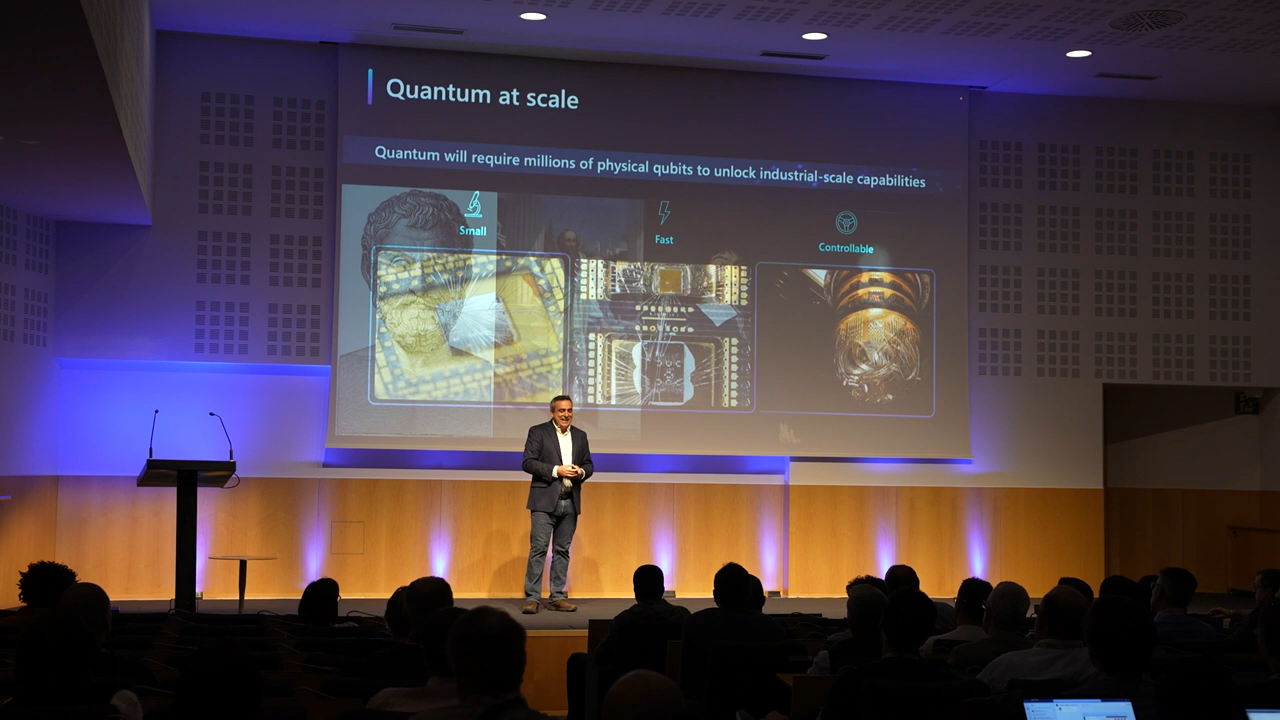 Quantum at scale
Quantum will require millions of physical qubits to unlock industrial-scale capabilities
Small
Fast
Controllable